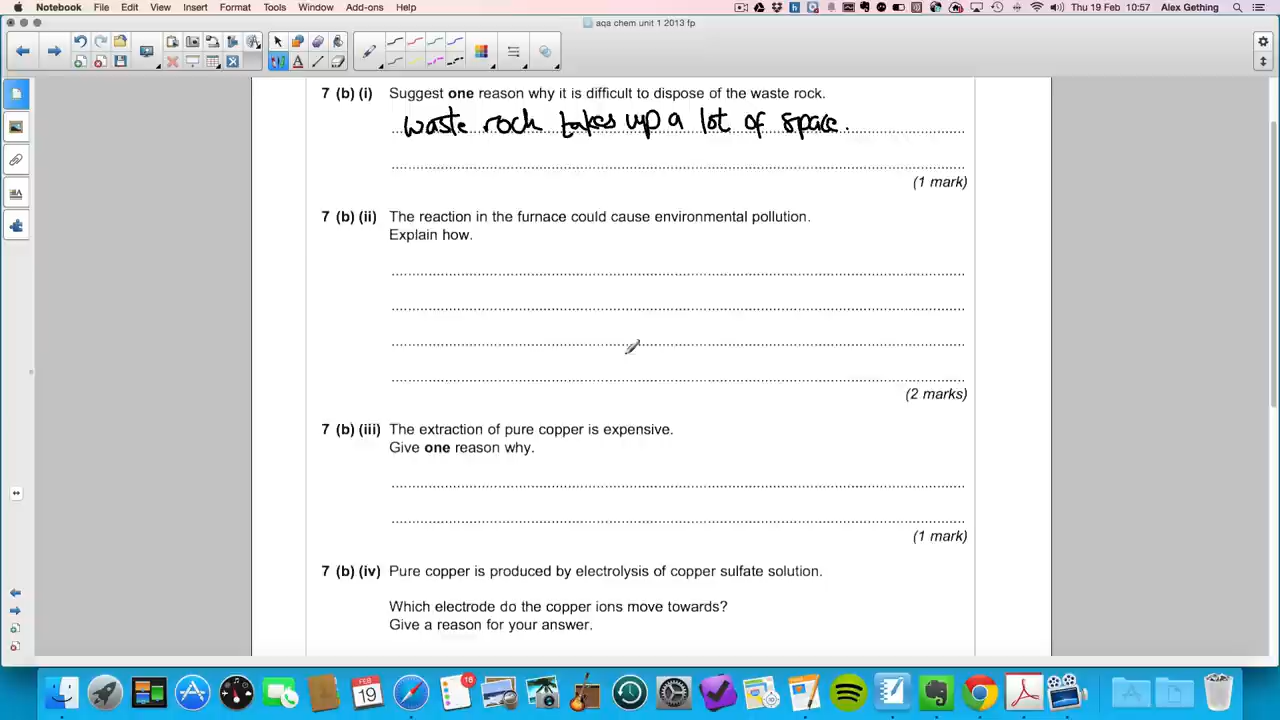 Notebook File Edit View Insert Format Tools Window Add-ons Help Thu 19 Feb 10:57 Alex Gething
aqa chem unit 1 2013 fp
7 (b) (i) Suggest one reason why it is difficult to dispose of the waste rock.
waste rock takes up a lot of space.
(1 mark)
7 (b) (ii) The reaction in the furnace could cause environmental pollution.
Explain how.
(2 marks)
7 (b) (iii) The extraction of pure copper is expensive.
Give one reason why.
(1 mark)
7 (b) (iv) Pure copper is produced by electrolysis of copper sulfate solution.
Which electrode do the copper ions move towards?
Give a reason for your answer.
FEB
19
18